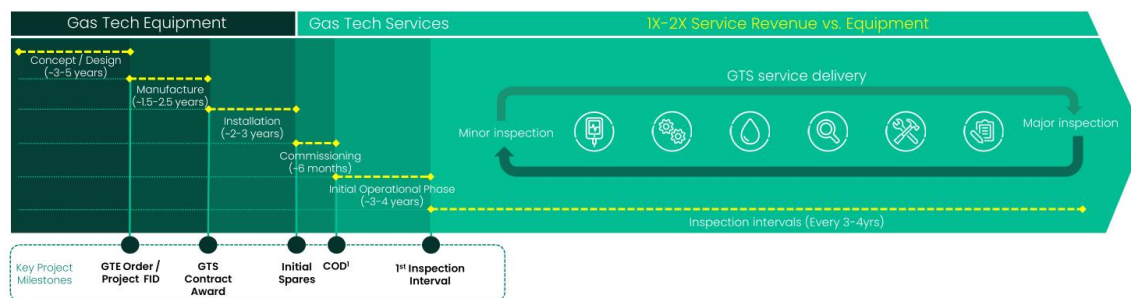 Gas Tech Equipment
Gas Tech Services
1X-2X Service Revenue vs. Equipment
Concept / Design
(~3-5 years)
Manufacture
(~1.5-2.5 years)
Installation
(~2-3 years)
Commissioning
(~6 months)
Initial Operational Phase
(~3-4 years)
GTS service delivery
Minor inspection
Major inspection
Inspection intervals (Every 3-4yrs)
Key Project
Milestones
GTE Order /
Project FID
GTS
Contract
Award
Initial
Spares
COD¹
1st Inspection
Interval